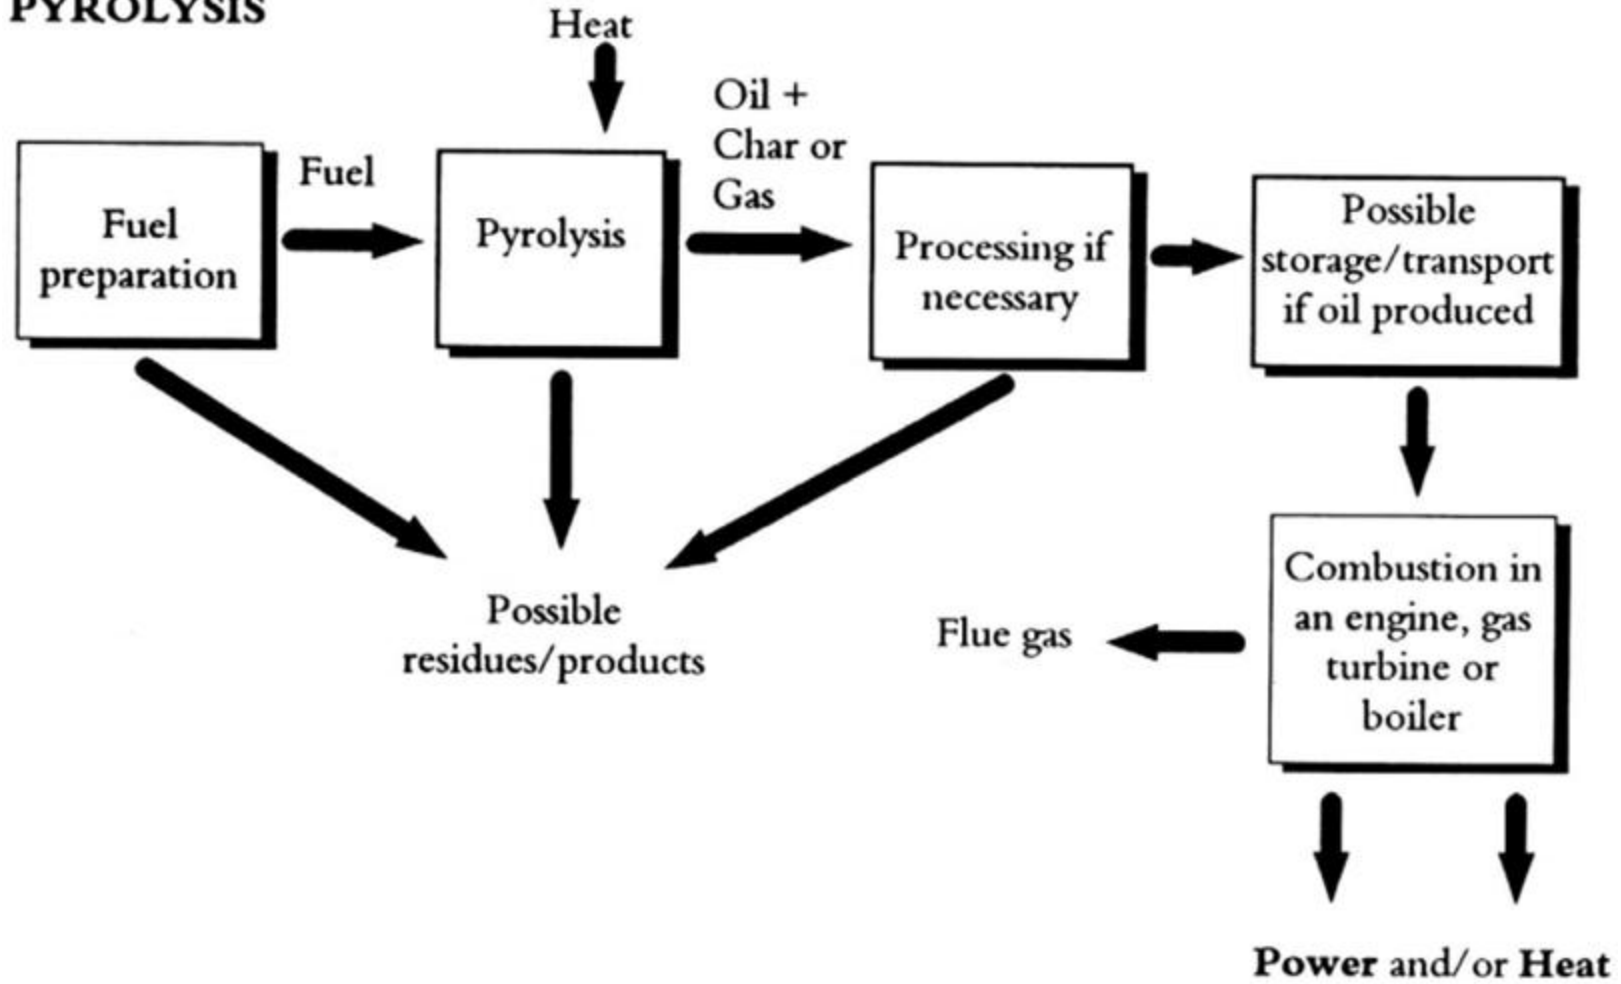 PYROLYSIS
Heat
Oil +
Char or
Gas
Fuel
Fuel
preparation
Pyrolysis
Processing if
necessary
Possible
storage/transport
if oil produced
Possible
residues/products
Flue gas
Combustion in
an engine, gas
turbine or
boiler
Power and/or Heat